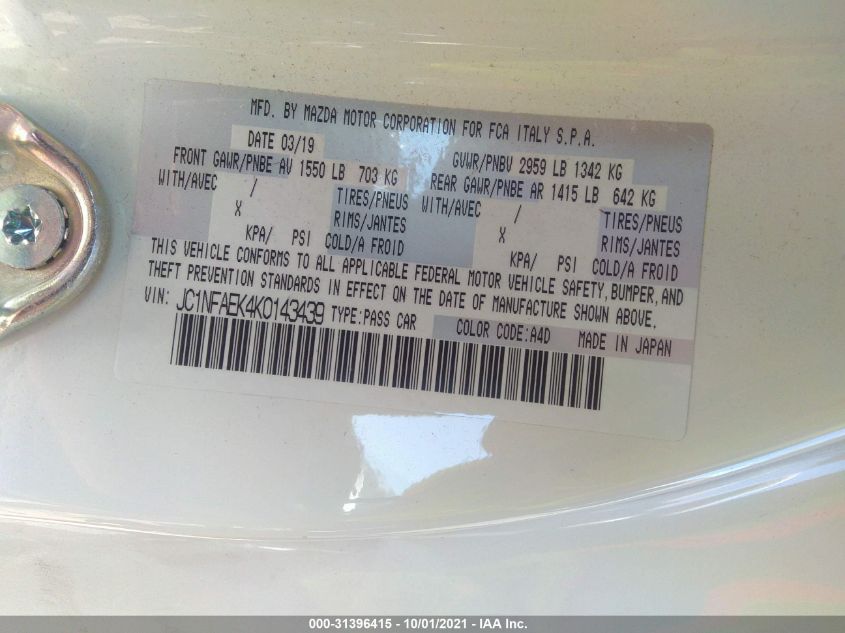 MFD. BY MAZDA MOTOR CORPORATION FOR FCA ITALY S.P.A.
DATE 03/19 GVWR/PNBV 2959 LB 1342 KG
FRONT GAWR/PNBE AV 1550 LB 703 KG REAR GAWR/PNBE AR 1415 LB 642 KG
WITH/AVEC / TIRES/PNEUS WITH/AVEC / TIRES/PNEUS
X RIMS/JANTES X RIMS/JANTES
KPA/ PSI COLD/A FROID KPA/ PSI COLD/A FROID
THIS VEHICLE CONFORMS TO ALL APPLICABLE FEDERAL MOTOR VEHICLE SAFETY, BUMPER, AND
THEFT PREVENTION STANDARDS IN EFFECT ON THE DATE OF MANUFACTURE SHOWN ABOVE.
VIN: JC1NFAEK4K0143439 TYPE:PASS CAR COLOR CODE:A4D MADE IN JAPAN
000-31396415 - 10/01/2021 - IAA Inc.